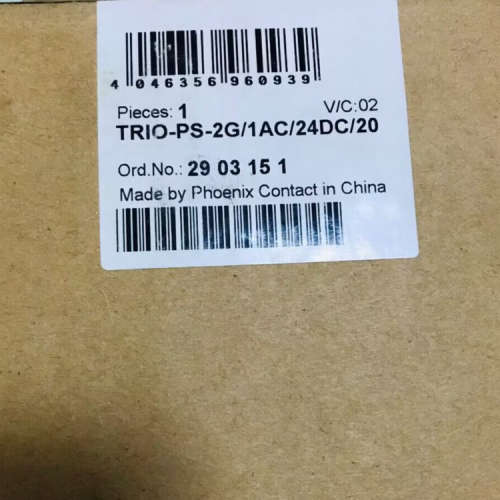 4 046356 960939
Pieces: 1 V/C:02
TRIO-PS-2G/1AC/24DC/20
Ord.No.: 29 03 15 1
Made by Phoenix Contact in China